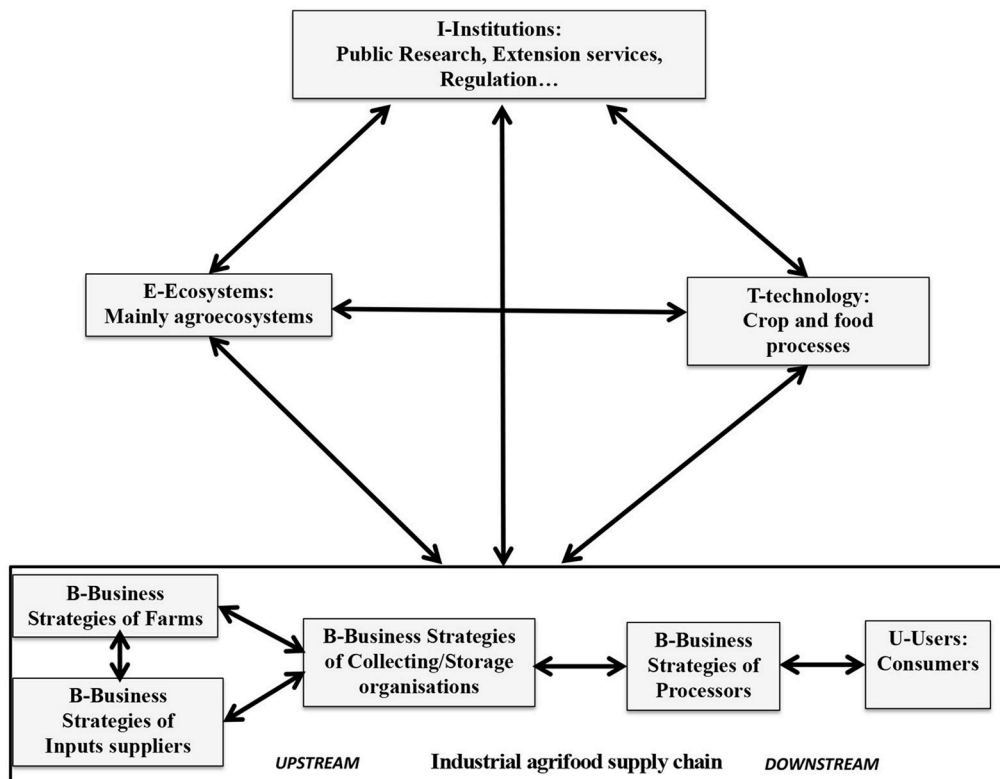 I-Institutions:
Public Research, Extension services,
Regulation…
E-Ecosystems:
Mainly agroecosystems
T-technology:
Crop and food
processes
B-Business
Strategies of Farms
B-Business
Strategies of
Inputs suppliers
B-Business Strategies
of Collecting/Storage
organisations
B-Business
Strategies of
Processors
U-Users:
Consumers
UPSTREAM
Industrial agrifood supply chain
DOWNSTREAM